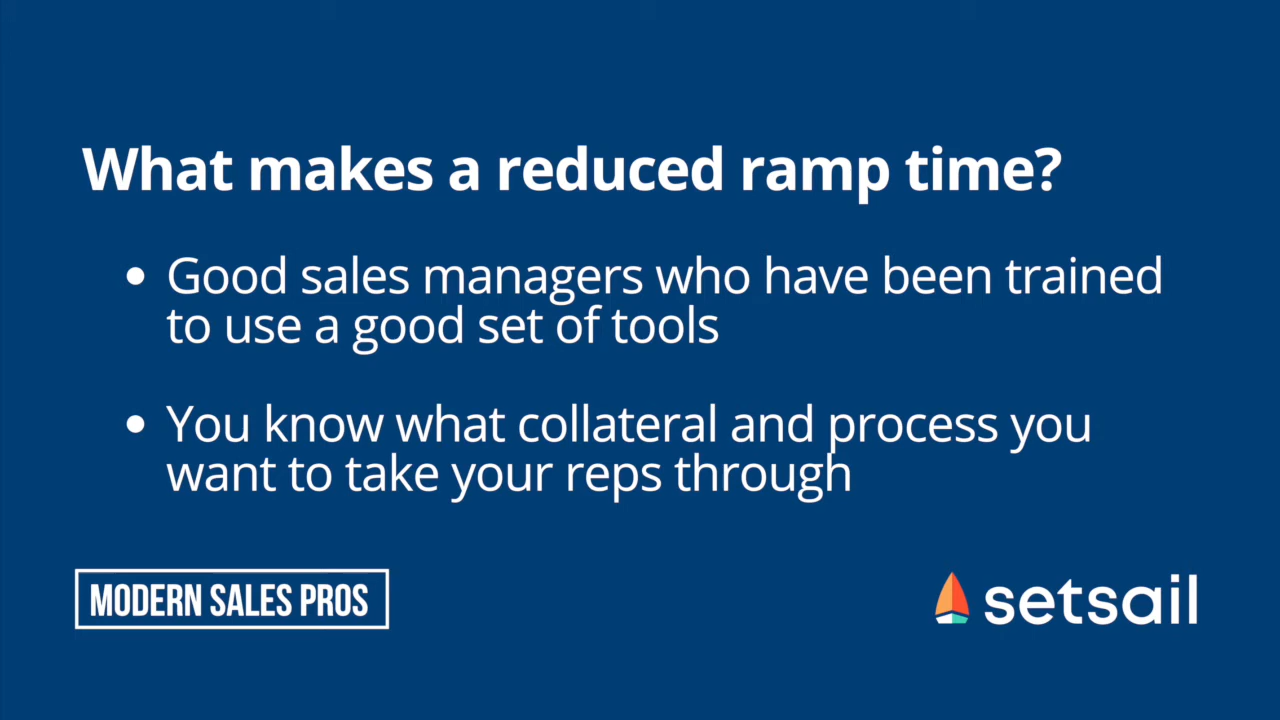 What makes a reduced ramp time?
• Good sales managers who have been trained
to use a good set of tools
• You know what collateral and process you
want to take your reps through
MODERN SALES PROS
setsail